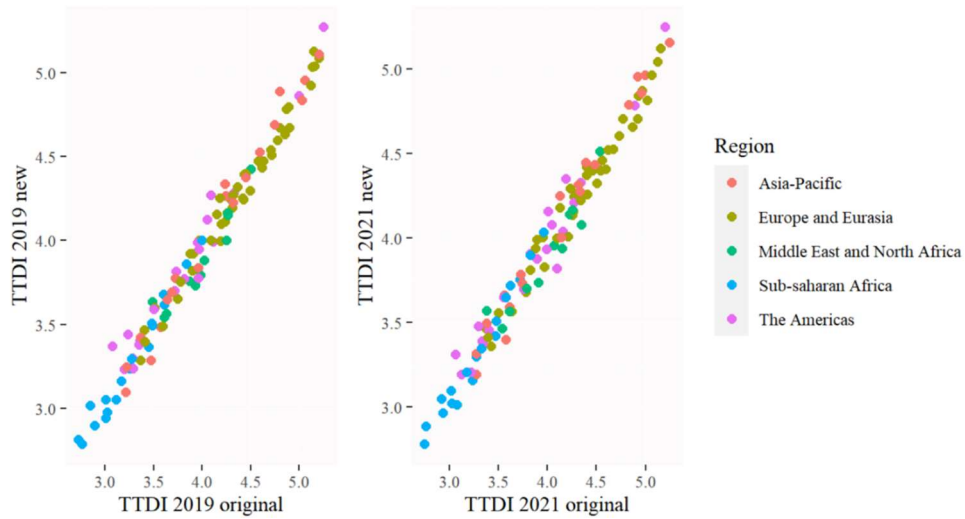 TTDI 2019 new
5.0
4.5
4.0
3.5
3.0
3.0 3.5 4.0 4.5 5.0
TTDI 2019 original
TTDI 2021 new
5.0
4.5
4.0
3.5
3.0
3.0 3.5 4.0 4.5 5.0
TTDI 2021 original
Region
Asia-Pacific
Europe and Eurasia
Middle East and North Africa
Sub-saharan Africa
The Americas